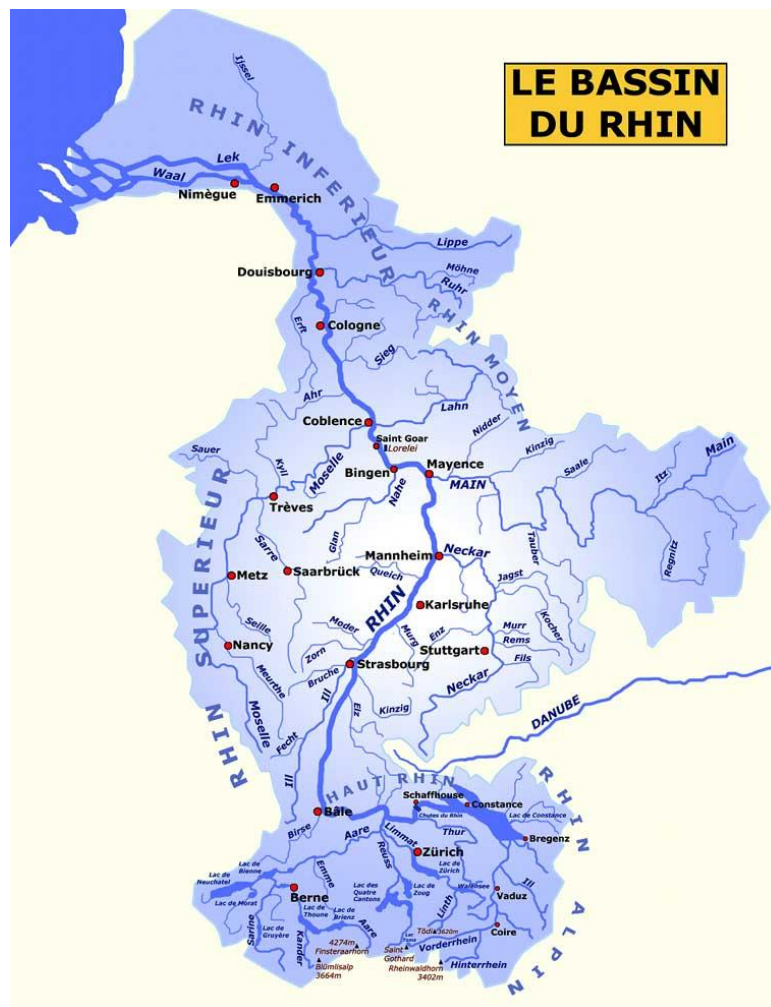 LE BASSIN
DU RHIN
Ijssel
RHIN INFERIEUR
Lek
Waal
Nimègue
Emmerich
Lippe
Douisbourg
Möhne
Ruhr
RHIN MOYEN
Erft
Cologne
Sieg
Ahr
Lahn
Coblence
Nidder
Saint Goar
Lorelei
Kinzig
Main
Sauer
Kyll
Moselle
Bingen
Mayence
Saale
Itz
MAIN
Nahe
Trèves
RHIN SUPERIEUR
Sarre
Glan
Tauber
Regnitz
Mannheim
Neckar
Metz
Saarbrück
Queich
Jagst
RHIN
Karlsruhe
Kocher
Seille
Moder
Murg
Enz
Murr
Rems
Nancy
Zorn
Stuttgart
Fils
Strasbourg
Meurthe
Bruche
Ill
Neckar
Moselle
Elz
Kinzig
DANUBE
Fecht
Ill
HAUT RHIN
RHIN ALPIN
Schaffhouse
Constance
Chutes du Rhin
Lac de Constance
Bâle
Birse
Aare
Limmat
Thur
Bregenz
Reuss
Zürich
Lac de
Bienne
Lac de
Neuchatel
Emme
Lac de
Zürich
Lac des
Quatre
Cantons
Lac de
Zoug
Walensee
Ill
Berne
Vaduz
Lac de Morat
Lac de
Thoune
Lac de
Brienz
Linth
Sarine
Lac de
Gruyère
Kander
Aare
Tödi 3620m
Coire
4274m
Finsteraarhorn
Saint
Gothard
Lac
Toma
Vorderrhein
Blümlisalp
3664m
Rheinwaldhorn
3402m
Hinterrhein